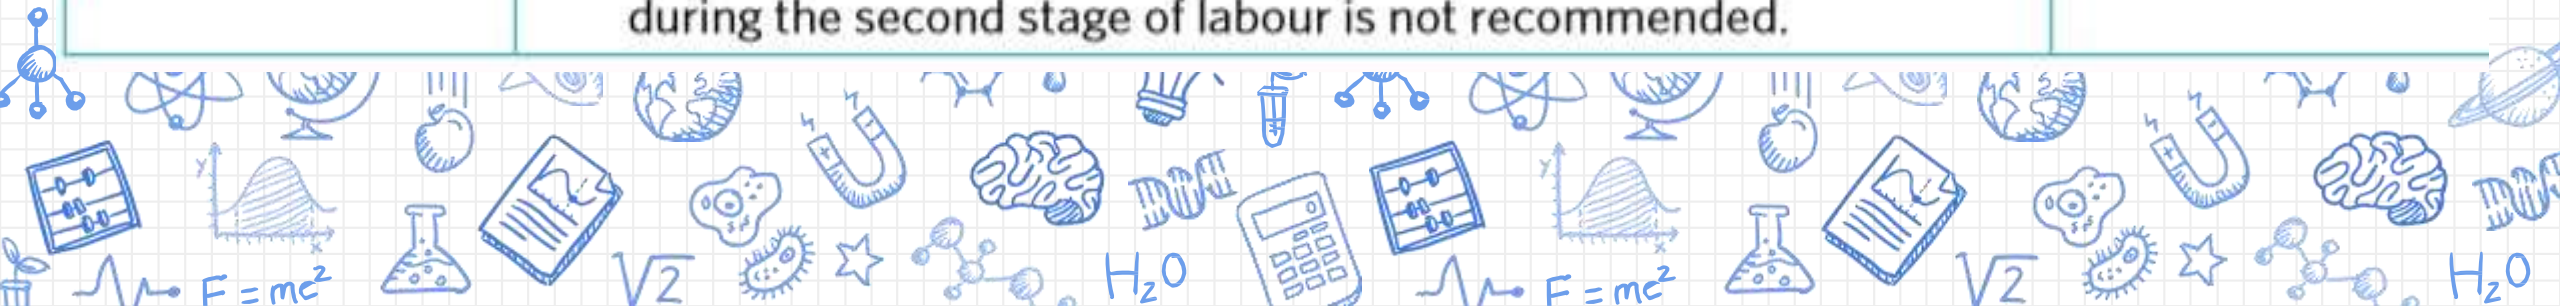 during the second stage of labour is not recommended.
y
y
x
x
F = mc²
√2
H₂O
F = mc²
√2
H₂O